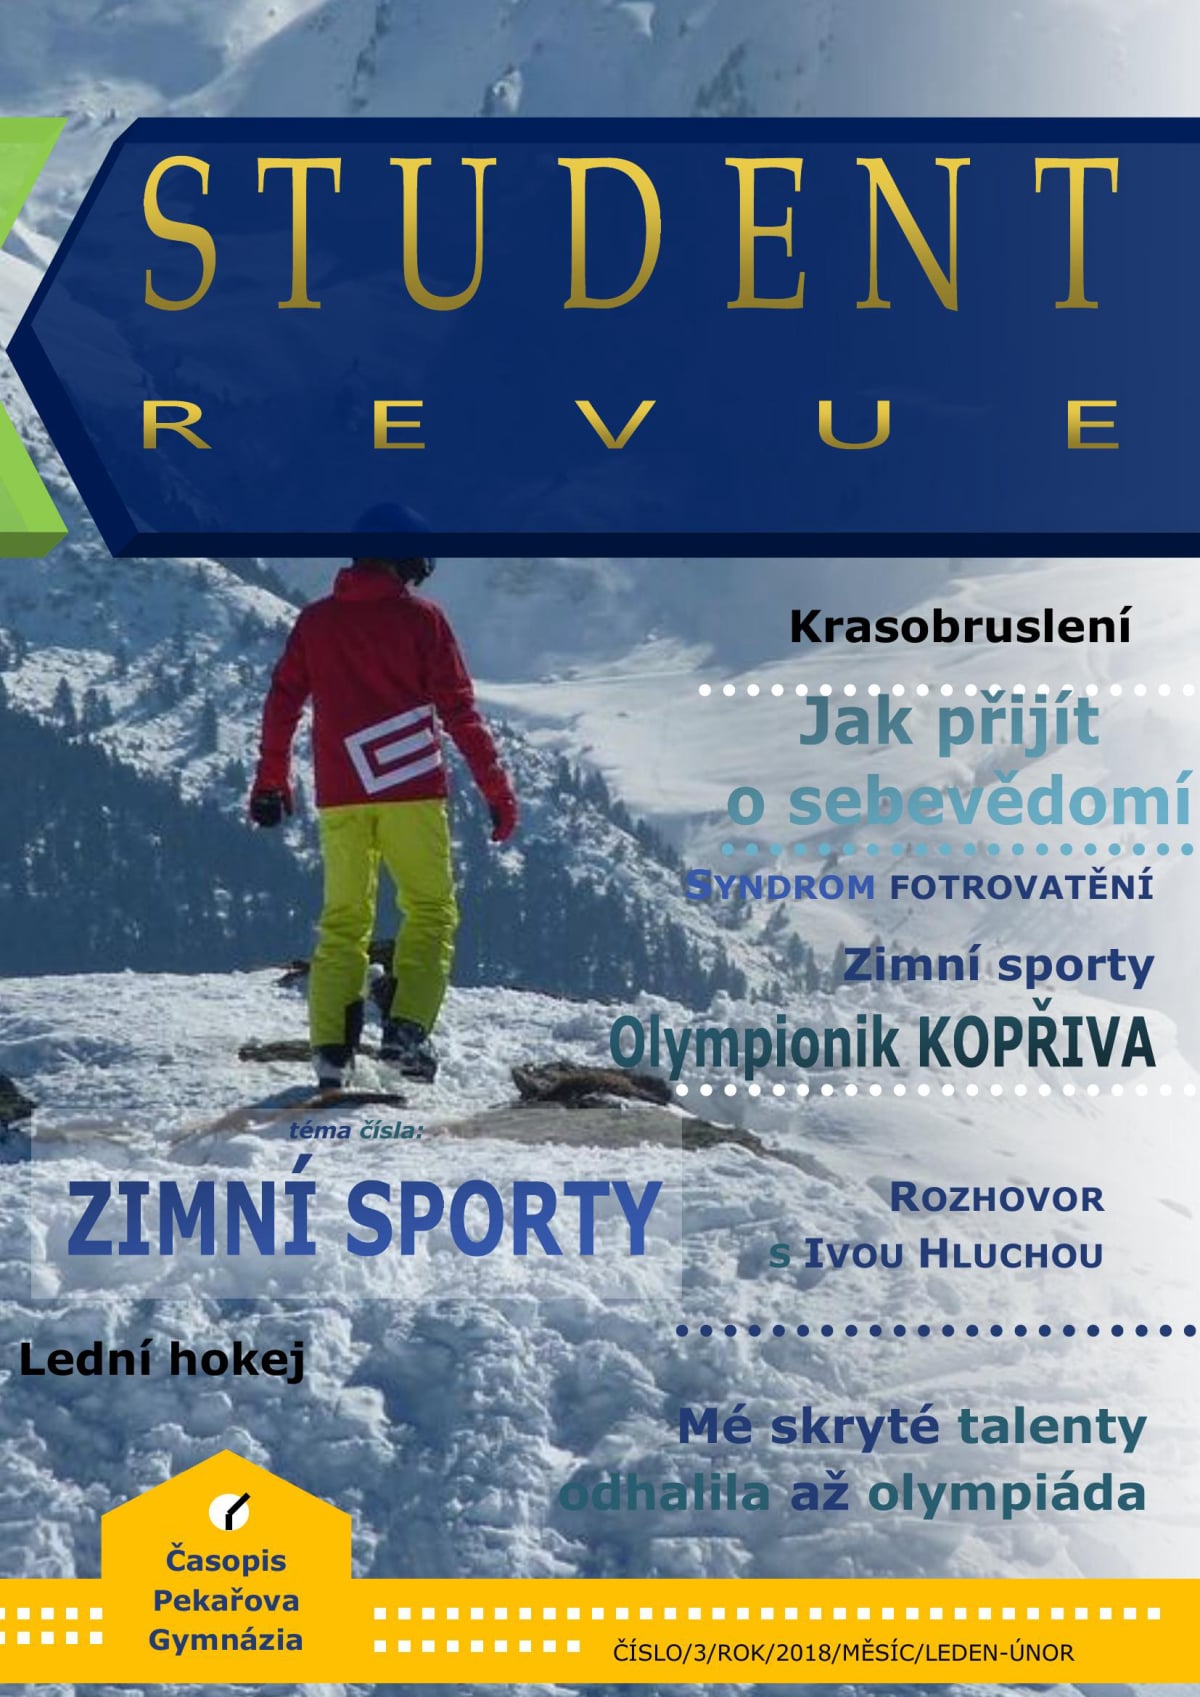 STUDENT
REVUE
Krasobruslení
Jak přijít
o sebevědomí
SYNDROM FOTROVATĚNÍ
Zimní sporty
Olympionik KOPŘIVA
téma čísla:
ZIMNÍ SPORTY
ROZHOVOR
S IVOU HLUCHOU
Lední hokej
Mé skryté talenty
odhalila až olympiáda
Časopis
Pekařova
Gymnázia
ČÍSLO/3/ROK/2018/MĚSÍC/LEDEN-ÚNOR